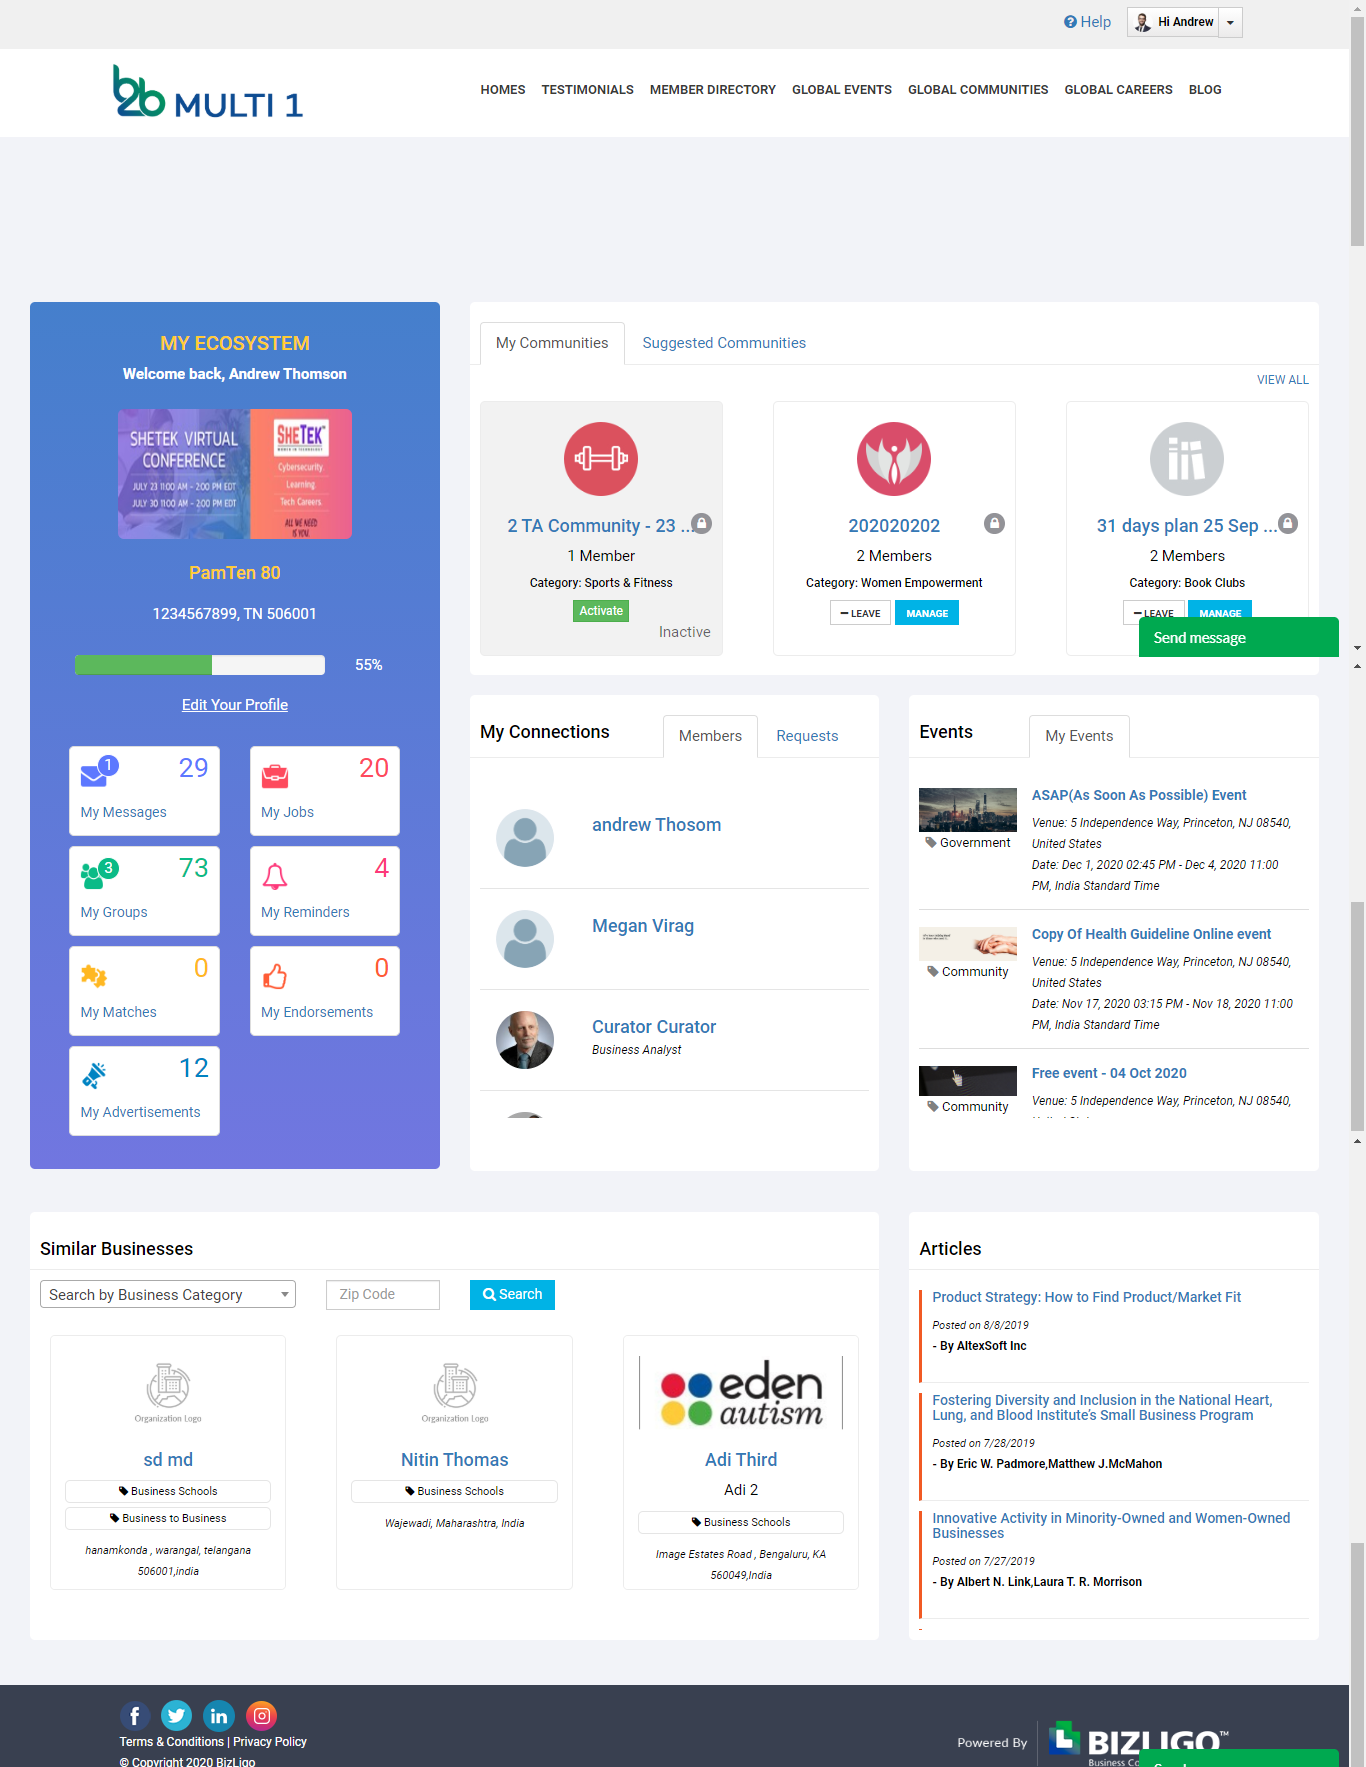 Help
Hi Andrew
b2b MULTI 1
HOMES TESTIMONIALS MEMBER DIRECTORY GLOBAL EVENTS GLOBAL COMMUNITIES GLOBAL CAREERS BLOG
MY ECOSYSTEM
Welcome back, Andrew Thomson
SHETEK VIRTUAL
CONFERENCE
JULY 23 11:00 AM - 2:00 PM EDT
JULY 30 11:00 AM - 2:00 PM EDT
SHETEK
WOMEN IN TECHNOLOGY
Cybersecurity
Learning
Tech Careers
ALL WE NEED
IS YOU!
PamTen 80
1234567899, TN 506001
55%
Edit Your Profile
1 29
My Messages
20
My Jobs
3 73
My Groups
4
My Reminders
0
My Matches
0
My Endorsements
12
My Advertisements
My Communities Suggested Communities
VIEW ALL
2 TA Community - 23 ...
1 Member
Category: Sports & Fitness
Activate
Inactive
202020202
2 Members
Category: Women Empowerment
LEAVE MANAGE
31 days plan 25 Sep ...
2 Members
Category: Book Clubs
LEAVE MANAGE
Send message
My Connections Members Requests
andrew Thosom
Megan Virag
Curator Curator
Business Analyst
Events My Events
ASAP(As Soon As Possible) Event
Government
Venue: 5 Independence Way, Princeton, NJ 08540,
United States
Date: Dec 1, 2020 02:45 PM - Dec 4, 2020 11:00
PM, India Standard Time
Copy Of Health Guideline Online event
Community
Venue: 5 Independence Way, Princeton, NJ 08540,
United States
Date: Nov 17, 2020 03:15 PM - Nov 18, 2020 11:00
PM, India Standard Time
Free event - 04 Oct 2020
Community
Venue: 5 Independence Way, Princeton, NJ 08540,
Similar Businesses
Search by Business Category
Zip Code
Search
Organization Logo
sd md
Business Schools
Business to Business
hanamkonda , warangal, telangana
506001,india
Organization Logo
Nitin Thomas
Business Schools
Wajewadi, Maharashtra, India
eden
autism
Adi Third
Adi 2
Business Schools
Image Estates Road , Bengaluru, KA
560049,India
Articles
Product Strategy: How to Find Product/Market Fit
Posted on 8/8/2019
- By AltexSoft Inc
Fostering Diversity and Inclusion in the National Heart,
Lung, and Blood Institute's Small Business Program
Posted on 7/28/2019
- By Eric W. Padmore,Matthew J.McMahon
Innovative Activity in Minority-Owned and Women-Owned
Businesses
Posted on 7/27/2019
- By Albert N. Link,Laura T. R. Morrison
Terms & Conditions | Privacy Policy
© Copyright 2020 BizLigo
Powered By
BIZLIGO™
Business